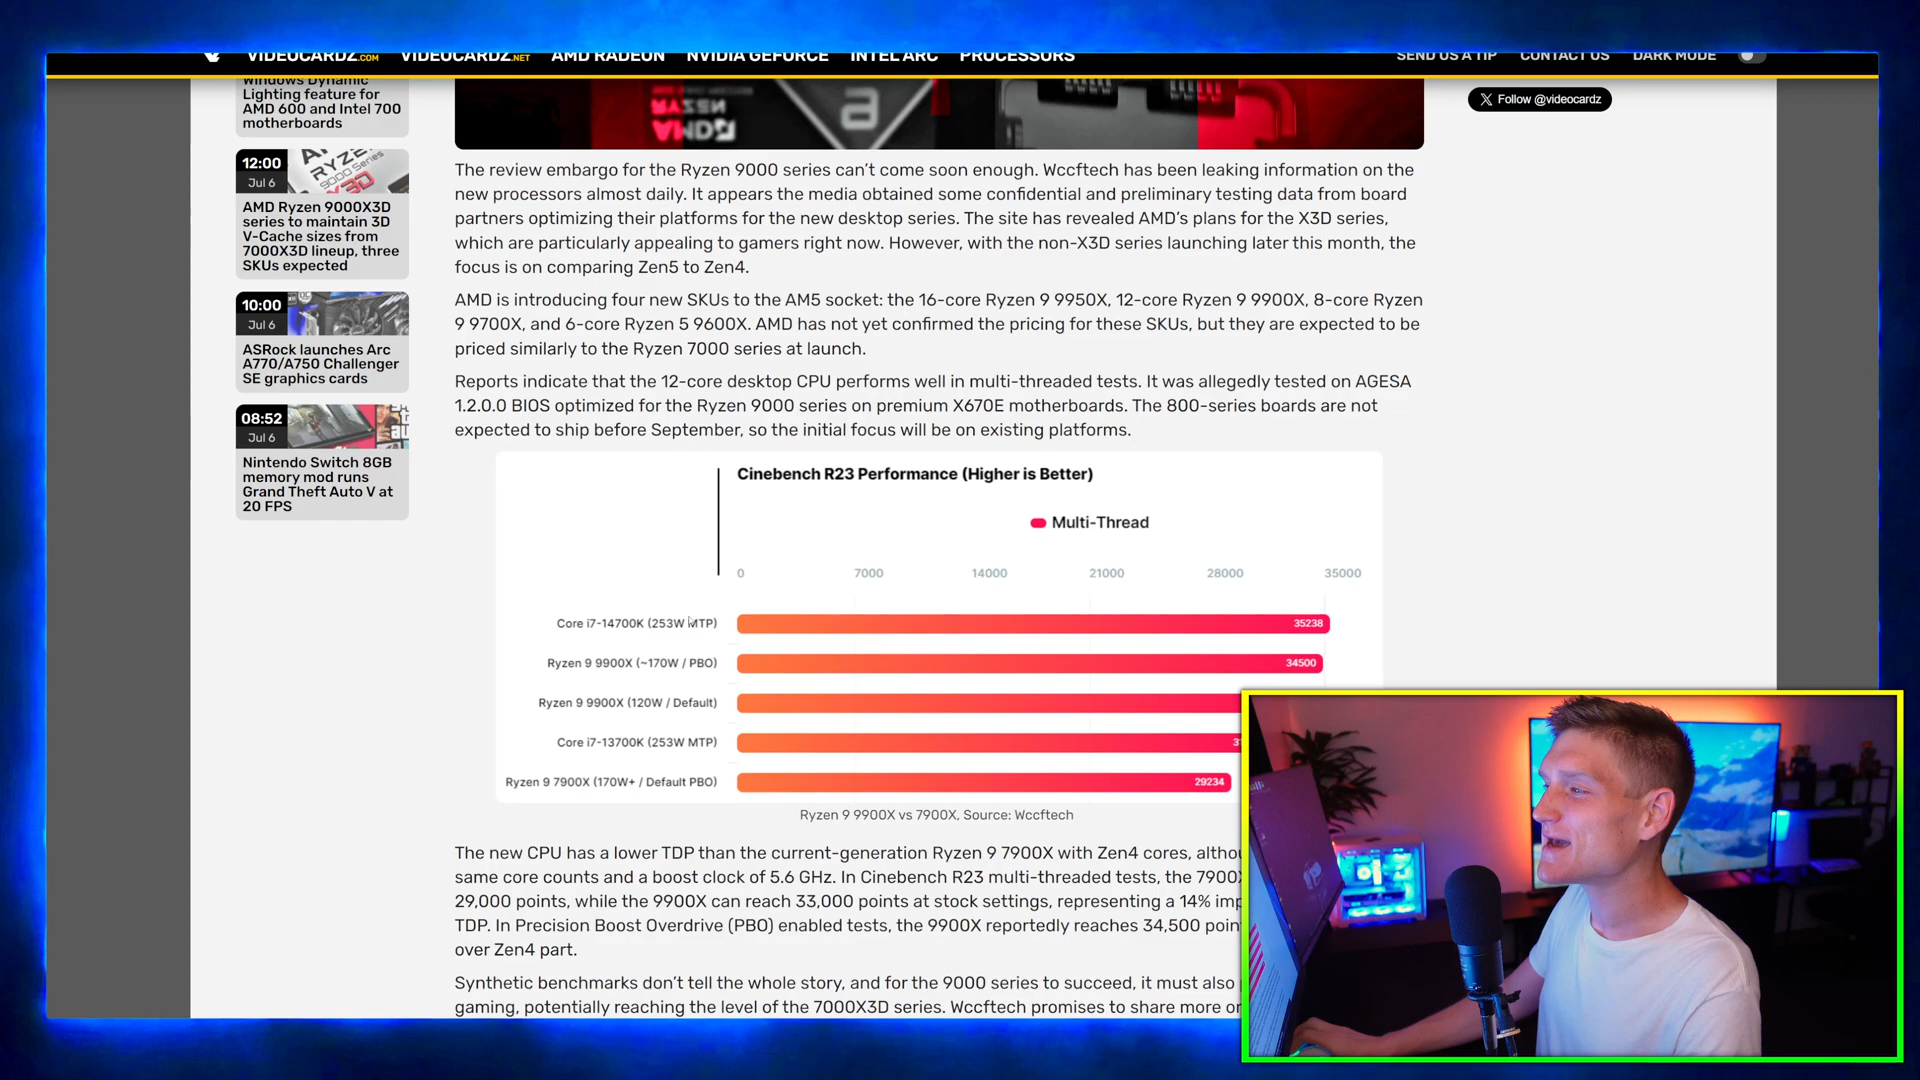 VIDEOCARDZ.COM VIDEOCARDZ.NET AMD RADEON NVIDIA GEFORCE INTEL ARC PROCESSORS SEND US A TIP CONTACT US DARK MODE
Windows Dynamic
Lighting feature for
AMD 600 and Intel 700
motherboards
12:00
Jul 6
RYZEN
9000 Series
X3D
AMD Ryzen 9000X3D
series to maintain 3D
V-Cache sizes from
7000X3D lineup, three
SKUs expected
10:00
Jul 6
ASRock launches Arc
A770/A750 Challenger
SE graphics cards
08:52
Jul 6
Nintendo Switch 8GB
memory mod runs
Grand Theft Auto V at
20 FPS
RYZEN
AMD
Follow @videocardz
The review embargo for the Ryzen 9000 series can’t come soon enough. Wccftech has been leaking information on the
new processors almost daily. It appears the media obtained some confidential and preliminary testing data from board
partners optimizing their platforms for the new desktop series. The site has revealed AMD’s plans for the X3D series,
which are particularly appealing to gamers right now. However, with the non-X3D series launching later this month, the
focus is on comparing Zen5 to Zen4.
AMD is introducing four new SKUs to the AM5 socket: the 16-core Ryzen 9 9950X, 12-core Ryzen 9 9900X, 8-core Ryzen
9 9700X, and 6-core Ryzen 5 9600X. AMD has not yet confirmed the pricing for these SKUs, but they are expected to be
priced similarly to the Ryzen 7000 series at launch.
Reports indicate that the 12-core desktop CPU performs well in multi-threaded tests. It was allegedly tested on AGESA
1.2.0.0 BIOS optimized for the Ryzen 9000 series on premium X670E motherboards. The 800-series boards are not
expected to ship before September, so the initial focus will be on existing platforms.
Cinebench R23 Performance (Higher is Better)
Multi-Thread
0 7000 14000 21000 28000 35000
Core i7-14700K (253W MTP) 35238
Ryzen 9 9900X (~170W / PBO) 34500
Ryzen 9 9900X (120W / Default)
Core i7-13700K (253W MTP)
Ryzen 9 7900X (170W+ / Default PBO) 29234
Ryzen 9 9900X vs 7900X, Source: Wccftech
The new CPU has a lower TDP than the current-generation Ryzen 9 7900X with Zen4 cores,
same core counts and a boost clock of 5.6 GHz. In Cinebench R23 multi-threaded tests, the 7900X
29,000 points, while the 9900X can reach 33,000 points at stock settings, representing a 14%
TDP. In Precision Boost Overdrive (PBO) enabled tests, the 9900X reportedly reaches 34,500
over Zen4 part.
Synthetic benchmarks don’t tell the whole story, and for the 9000 series to succeed, it must also
gaming, potentially reaching the level of the 7000X3D series. Wccftech promises to share more